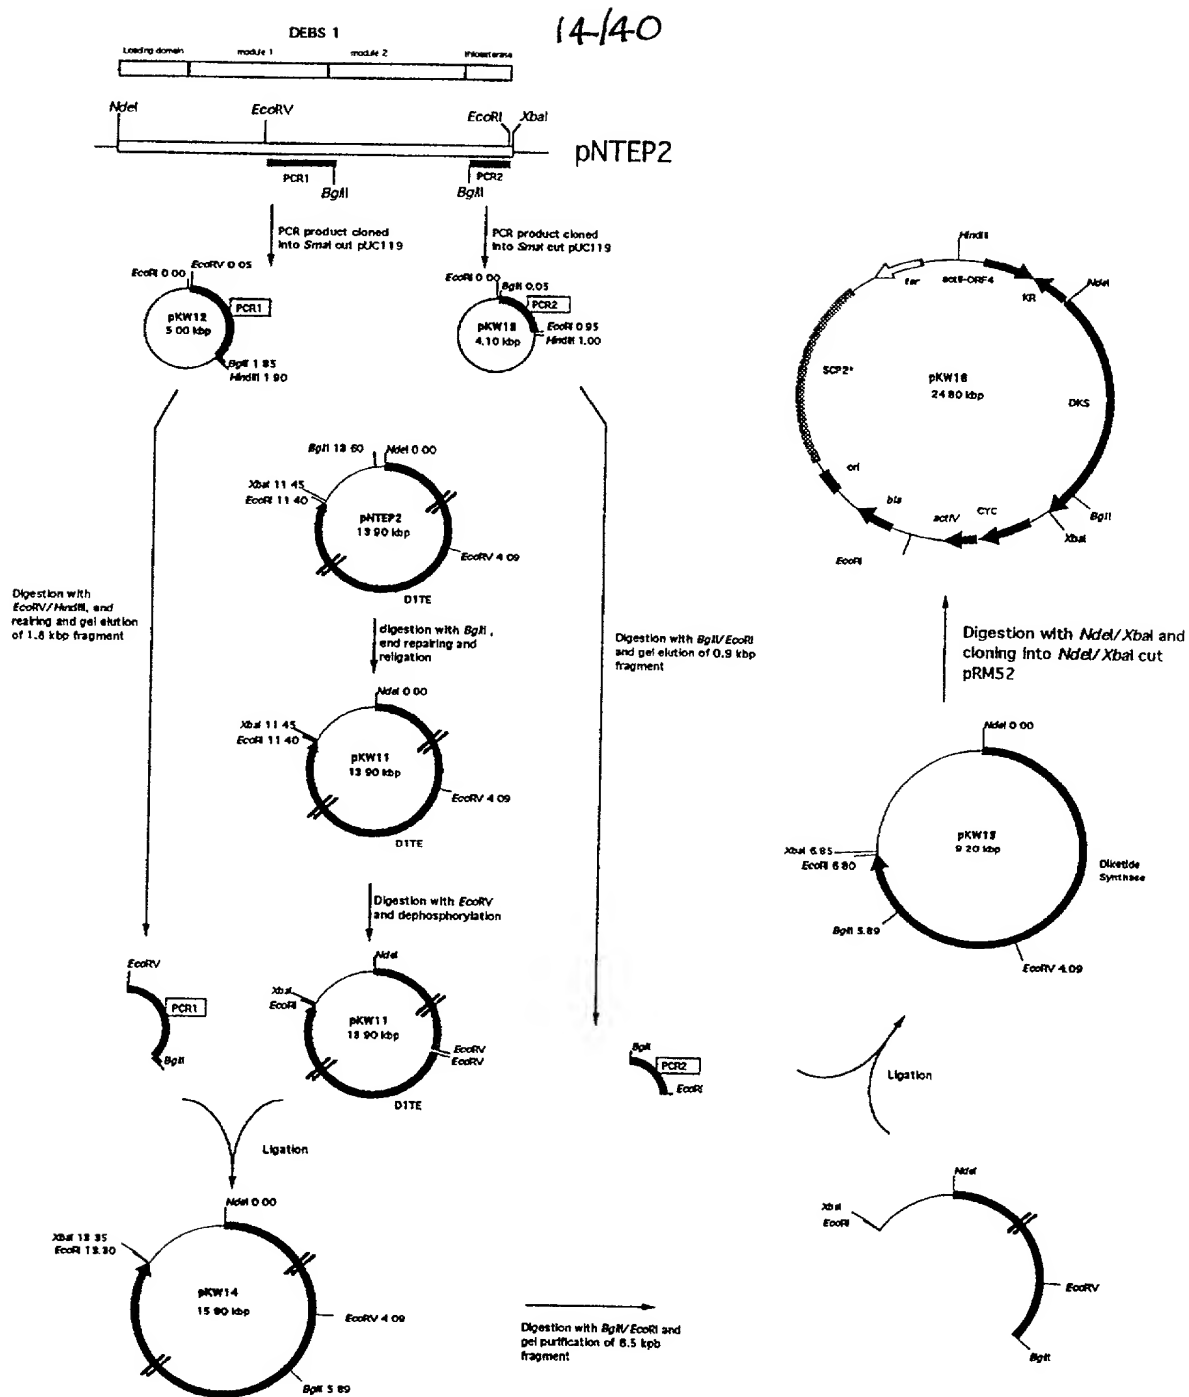 14/40
DEBS 1
Loading domain
module 1
module 2
thioesterase
NdeI
EcoRV
EcoRI
XbaI
pNTEP2
PCR1
BglII
PCR2
BglII
PCR product cloned
into SmaI cut pUC119
PCR product cloned
into SmaI cut pUC119
EcoRI 0.00
EcoRV 0.05
PCR1
pKW12
5.00 kbp
BglII 1.85
HindIII 1.90
EcoRI 0.00
BglII 0.05
PCR2
pKW13
4.10 kbp
EcoRI 0.95
HindIII 1.00
HindIII
ter
actII-ORF4
KR
NdeI
SCP2*
pKW16
24.80 kbp
DKS
ori
bla
actIV
CYC
BglII
XbaI
EcoRI
BglII 13.60
NdeI 0.00
XbaI 11.45
EcoRI 11.40
pNTEP2
13.90 kbp
EcoRV 4.09
D1TE
Digestion with
EcoRV/HindIII, end
reairing and gel elution
of 1.8 kbp fragment
digestion with BglII,
end repairing and
religation
Digestion with BglII/EcoRI
and gel elution of 0.9 kbp
fragment
Digestion with NdeI/XbaI and
cloning into NdeI/XbaI cut
pRM52
NdeI 0.00
XbaI 11.45
EcoRI 11.40
pKW11
13.90 kbp
EcoRV 4.09
D1TE
NdeI 0.00
XbaI 6.85
EcoRI 6.80
pKW15
9.20 kbp
Diketide
Synthase
BglII 5.89
EcoRV 4.09
Digestion with EcoRV
and dephosphorylation
EcoRV
PCR1
BglII
NdeI
XbaI
EcoRI
pKW11
13.90 kbp
EcoRV
EcoRV
D1TE
BglII
PCR2
EcoRI
Ligation
Ligation
NdeI 0.00
XbaI 13.35
EcoRI 13.30
pKW14
15.80 kbp
EcoRV 4.09
BglII 5.89
Digestion with BglII/EcoRI and
gel purification of 8.5 kpb
fragment
NdeI
XbaI
EcoRI
EcoRV
BglII